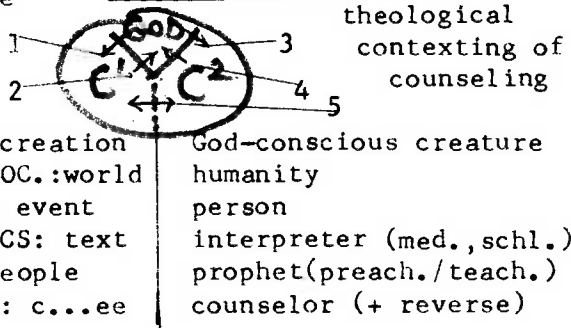 e
theological
contexting of
counseling
1
GOD
3
2
C¹
C²
4
5
creation God-conscious creature
OC.:world humanity
event person
CS: text interpreter (med.,schl.)
eople prophet(preach./teach.)
: c...ee counselor (+ reverse)